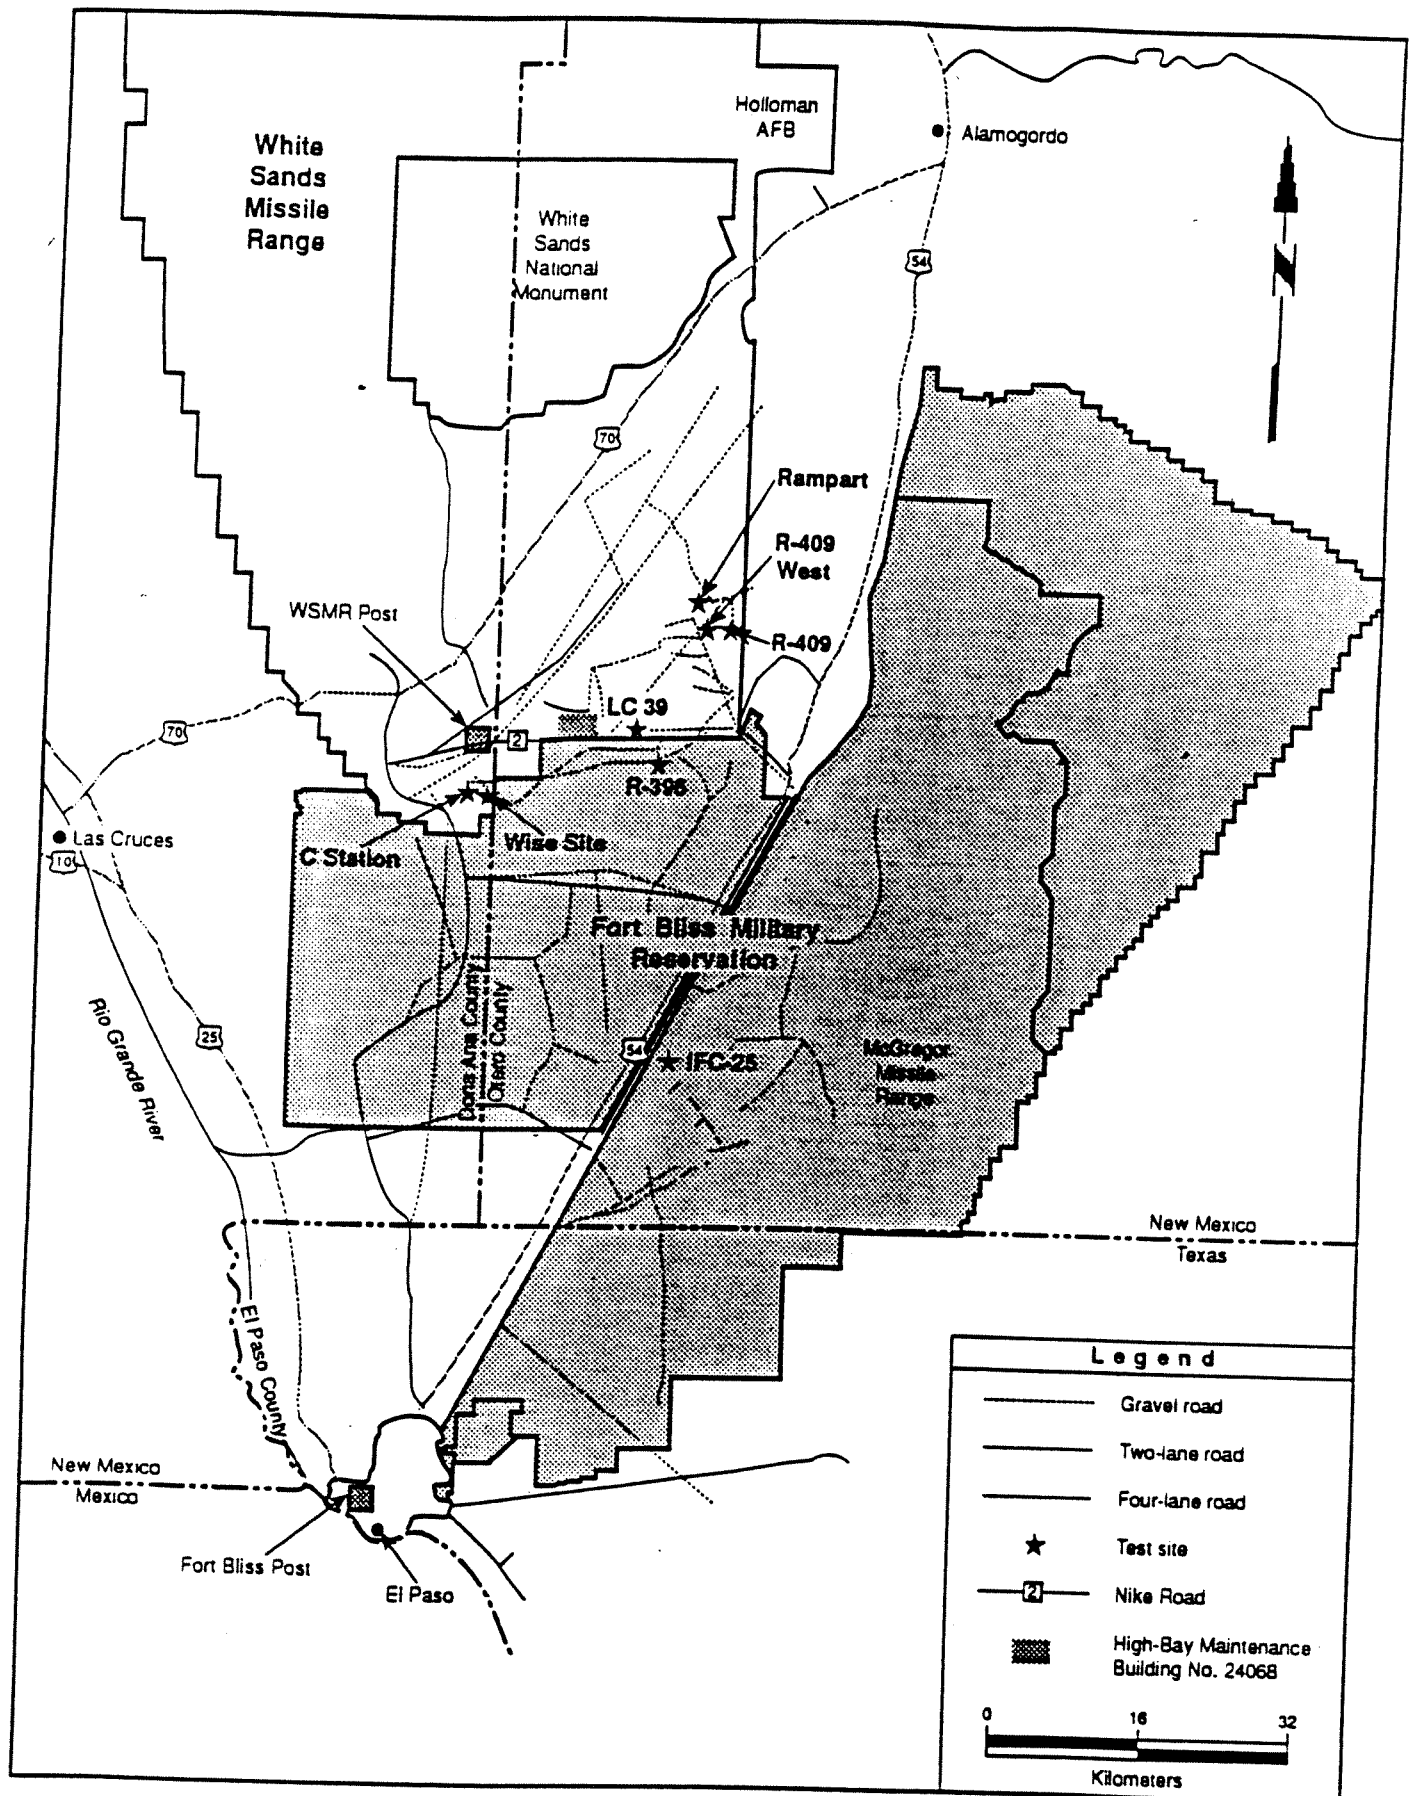 Holloman
AFB
Alamogordo
White
Sands
Missile
Range
White
Sands
National
Monument
N
54
70
Rampart
R-409
West
WSMR Post
R-409
LC 39
70
2
R-398
Las Cruces
10
C Station
Wise Site
Fort Bliss Military
Reservation
Dona Ana County
Otero County
Rio Grande River
25
54
IFC-25
McGregor
Missile
Range
New Mexico
Texas
El Paso County
New Mexico
Mexico
Fort Bliss Post
El Paso
Legend
Gravel road
Two-lane road
Four-lane road
Test site
2
Nike Road
High-Bay Maintenance
Building No. 24068
0 16 32
Kilometers